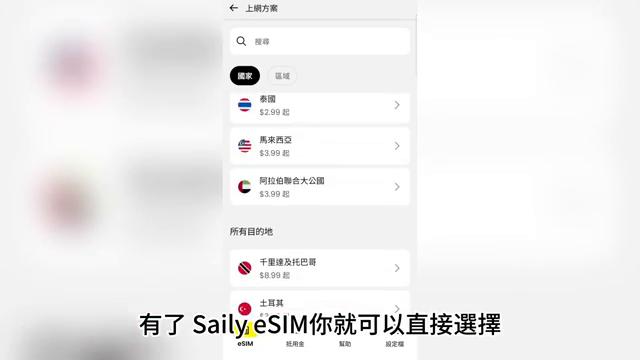 上網方案
搜尋
國家
區域
泰國
$2.99 起
馬來西亞
$3.99 起
阿拉伯聯合大公國
$3.99 起
所有目的地
千里達及托巴哥
$8.99 起
土耳其
有了 Saily eSIM你就可以直接選擇
eSIM
抵用金
幫助
設定檔